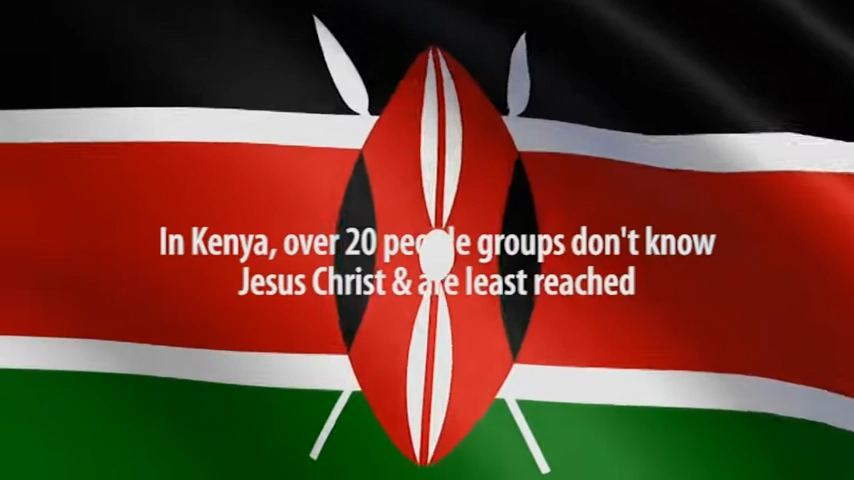 In Kenya, over 20 people groups don't know
Jesus Christ & are least reached